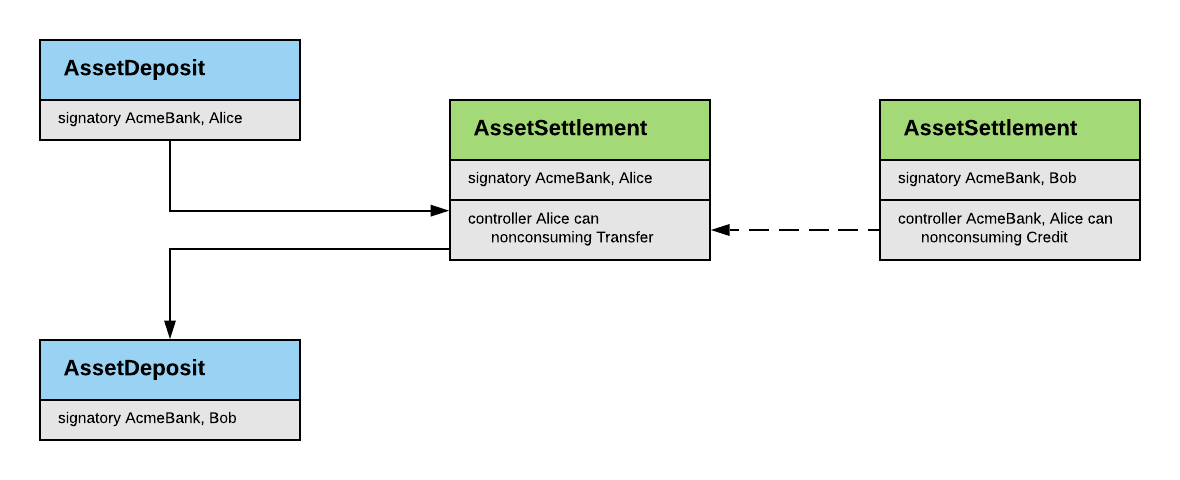 AssetDeposit
signatory AcmeBank, Alice
AssetSettlement
signatory AcmeBank, Alice
controller Alice can
nonconsuming Transfer
AssetSettlement
signatory AcmeBank, Bob
controller AcmeBank, Alice can
nonconsuming Credit
AssetDeposit
signatory AcmeBank, Bob